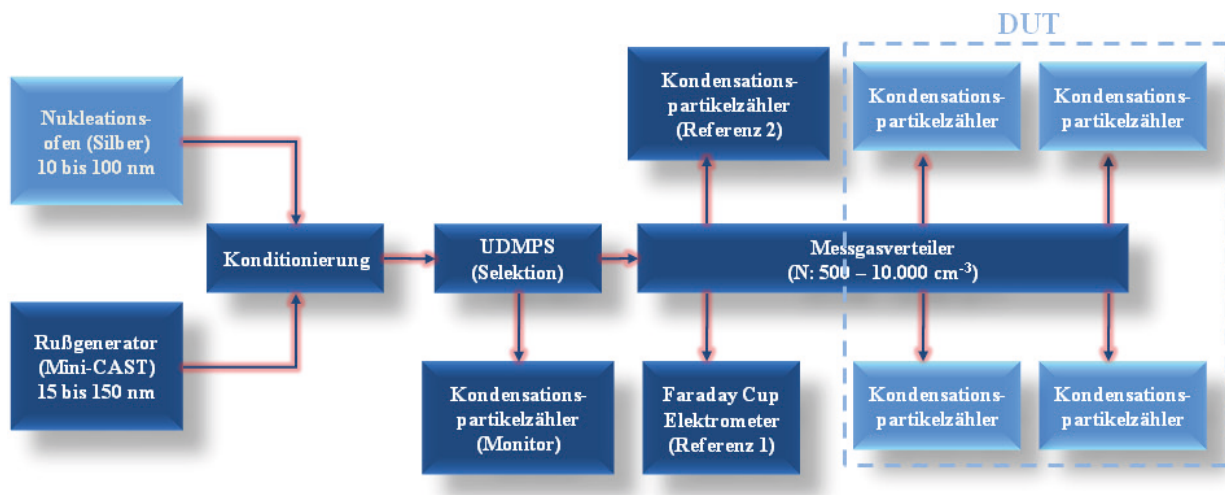 DUT
Nukleations-
ofen (Silber)
10 bis 100 nm
Rußgenerator
(Mini-CAST)
15 bis 150 nm
Konditionierung
UDMPS
(Selektion)
Kondensations-
partikelzähler
(Monitor)
Kondensations-
partikelzähler
(Referenz 2)
Messgasverteiler
(N: 500 – 10.000 cm⁻³)
Faraday Cup
Elektrometer
(Referenz 1)
Kondensations-
partikelzähler
Kondensations-
partikelzähler
Kondensations-
partikelzähler
Kondensations-
partikelzähler